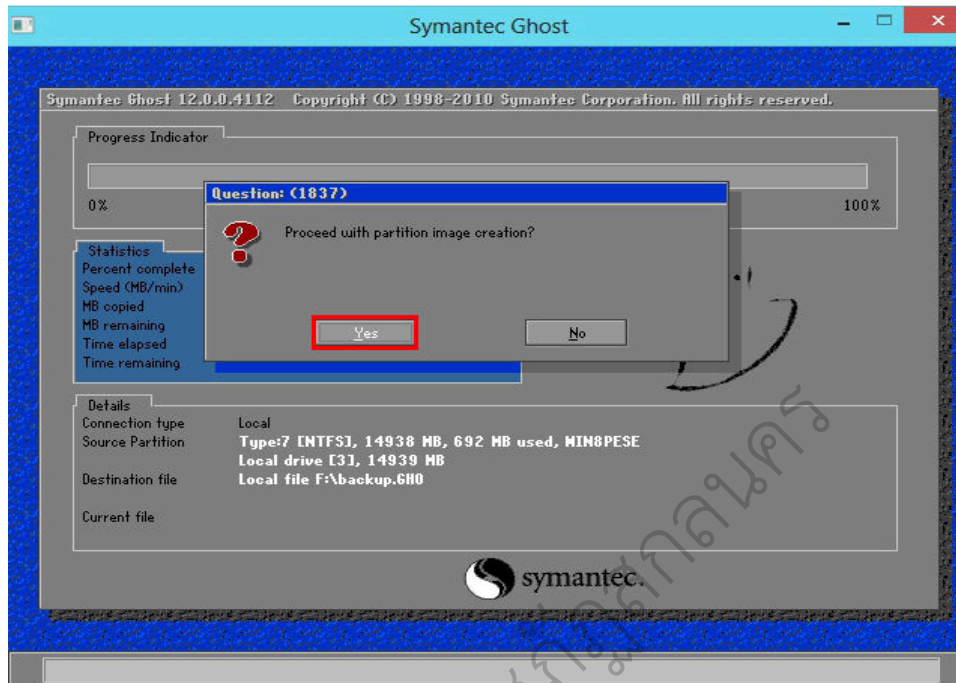 Symantec Ghost
Symantec Ghost 12.0.0.4112 Copyright (C) 1998-2010 Symantec Corporation. All rights reserved.
Progress Indicator
0%
100%
Question: (1837)
Proceed with partition image creation?
Yes
No
Statistics
Percent complete
Speed (MB/min)
MB copied
MB remaining
Time elapsed
Time remaining
Details
Connection type Local
Source Partition Type:7 [NTFS], 14938 MB, 692 MB used, WIN8PESE
Local drive [3], 14939 MB
Destination file Local file F:\backup.GHO
Current file
symantec.